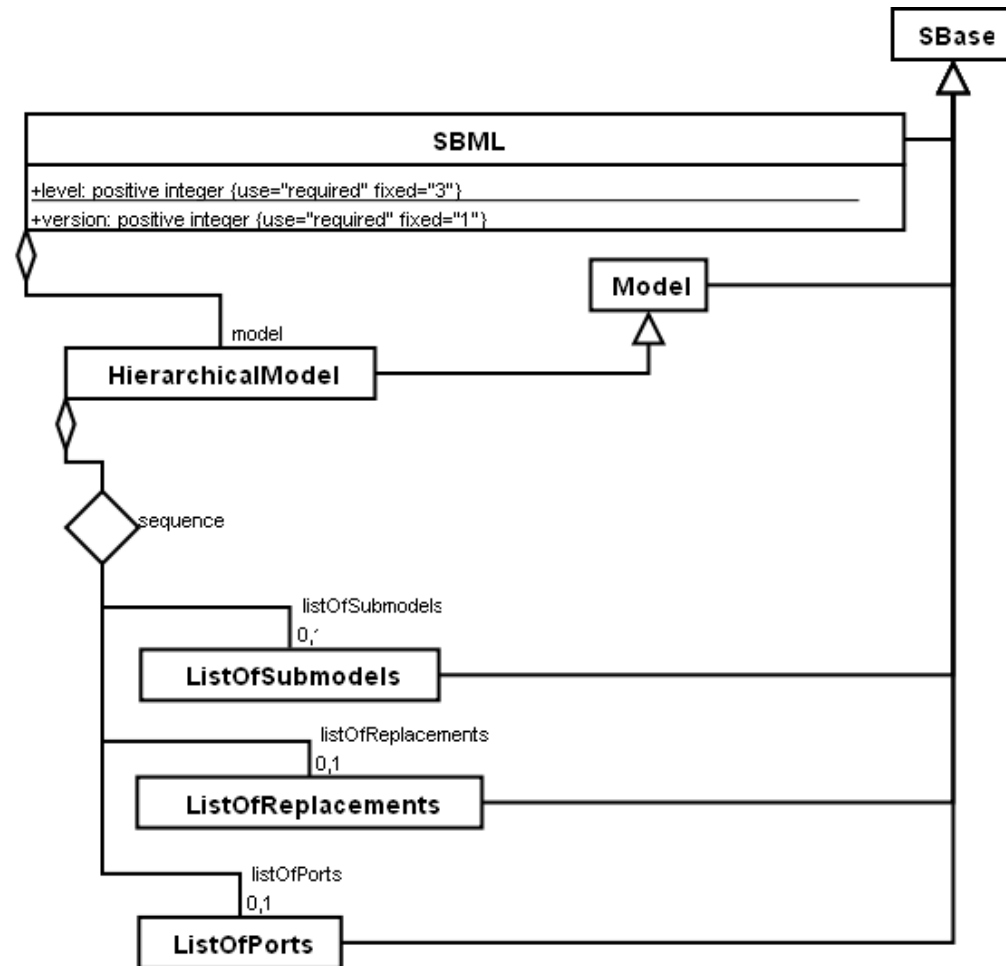 SBase
SBML
+level: positive integer {use="required" fixed="3"}
+version: positive integer {use="required" fixed="1"}
Model
model
HierarchicalModel
sequence
listOfSubmodels
0,
ListOfSubmodels
listOfReplacements
0,1
ListOfReplacements
listOfPorts
0,1
ListOfPorts